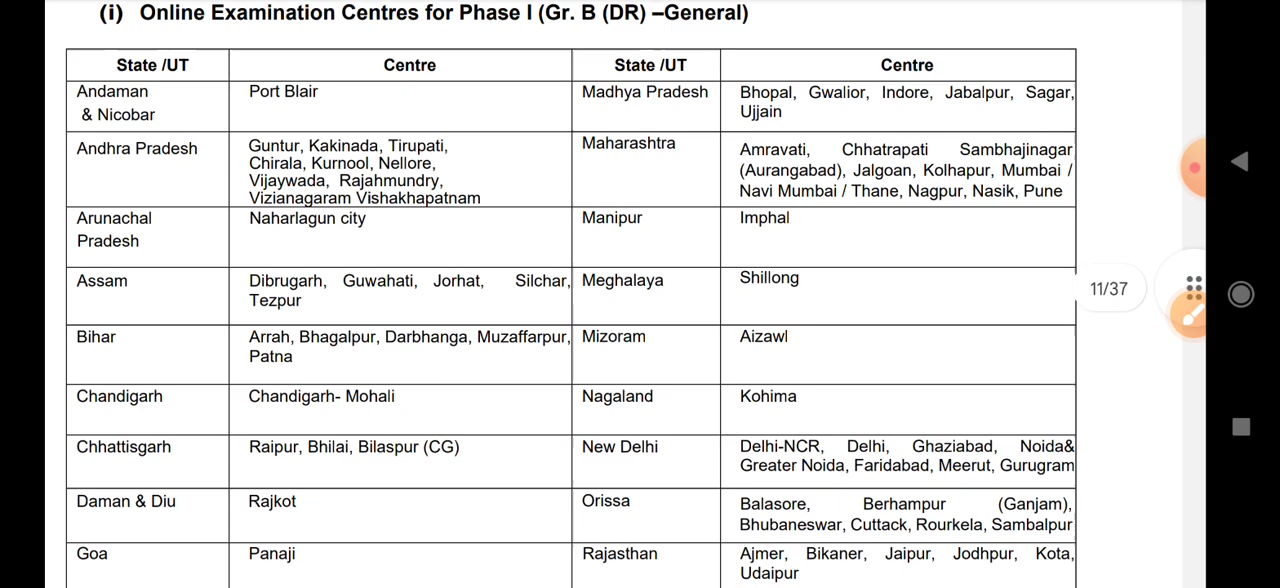 (i) Online Examination Centres for Phase I (Gr. B (DR) –General)
State /UT Centre State /UT Centre
Andaman
& Nicobar
Port Blair
Madhya Pradesh
Bhopal, Gwalior, Indore, Jabalpur, Sagar,
Ujjain
Andhra Pradesh
Guntur, Kakinada, Tirupati,
Chirala, Kurnool, Nellore,
Vijaywada, Rajahmundry,
Vizianagaram Vishakhapatnam
Maharashtra
Amravati, Chhatrapati Sambhajinagar
(Aurangabad), Jalgoan, Kolhapur, Mumbai /
Navi Mumbai / Thane, Nagpur, Nasik, Pune
Arunachal
Pradesh
Naharlagun city
Manipur
Imphal
Assam
Dibrugarh, Guwahati, Jorhat, Silchar,
Tezpur
Meghalaya
Shillong
Bihar
Arrah, Bhagalpur, Darbhanga, Muzaffarpur,
Patna
Mizoram
Aizawl
Chandigarh
Chandigarh- Mohali
Nagaland
Kohima
Chhattisgarh
Raipur, Bhilai, Bilaspur (CG)
New Delhi
Delhi-NCR, Delhi, Ghaziabad, Noida&
Greater Noida, Faridabad, Meerut, Gurugram
Daman & Diu
Rajkot
Orissa
Balasore, Berhampur (Ganjam),
Bhubaneswar, Cuttack, Rourkela, Sambalpur
Goa
Panaji
Rajasthan
Ajmer, Bikaner, Jaipur, Jodhpur, Kota,
Udaipur
11/37